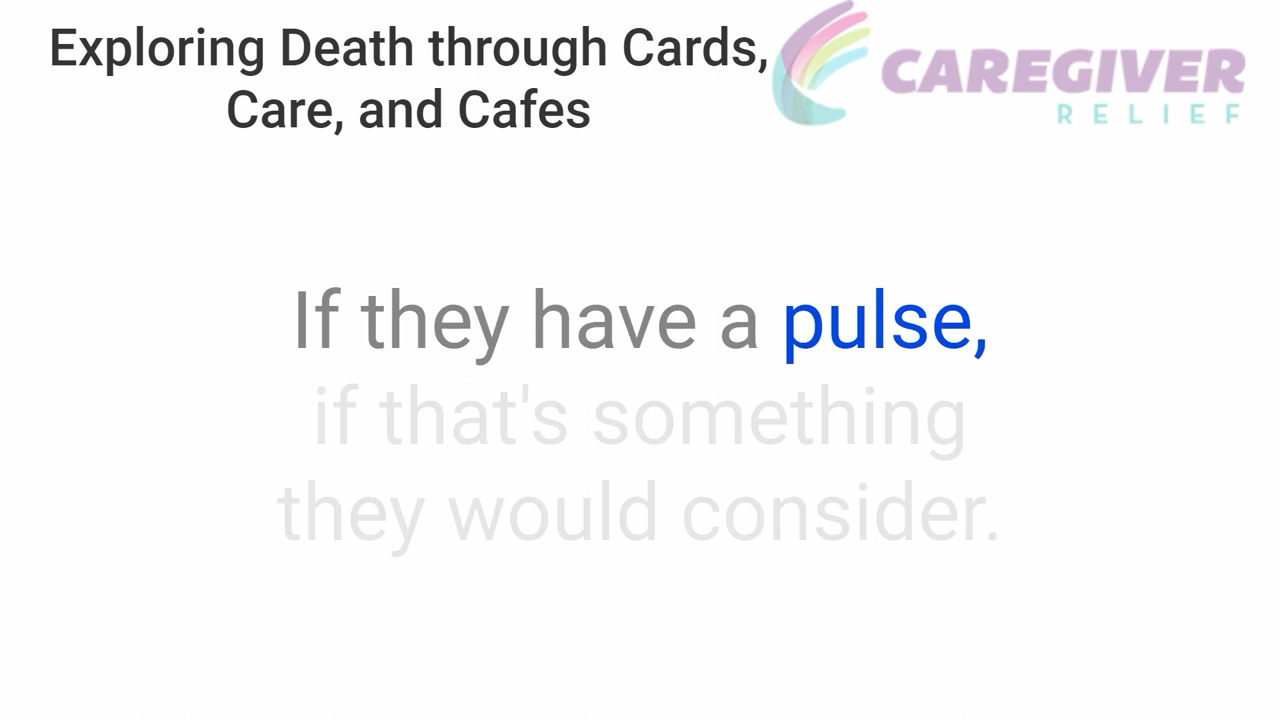 Exploring Death through Cards,
Care, and Cafes
CAREGIVER
RELIEF
If they have a pulse,
if that's something
they would consider.